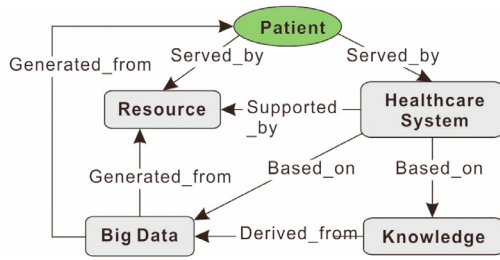 Patient
Generated_from
Served_by
Served_by
Resource
Supported
_by
Healthcare
System
Generated_from
Based_on
Based_on
Big Data
Derived_from
Knowledge